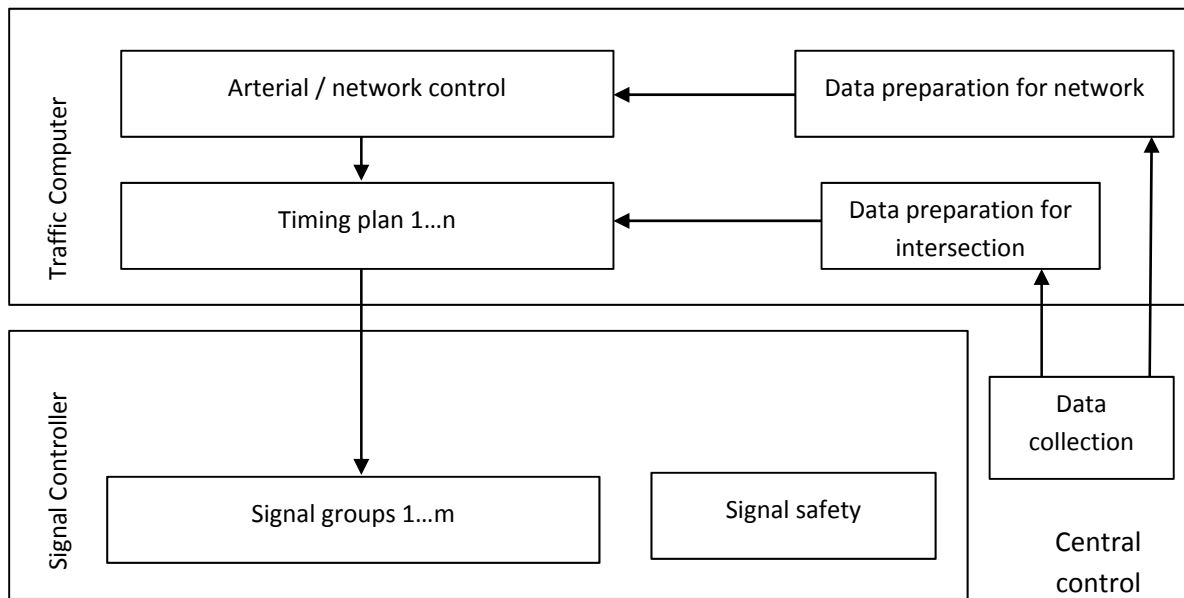 Traffic Computer
Arterial / network control
Data preparation for network
Timing plan 1...n
Data preparation for
intersection
Signal Controller
Data
collection
Signal groups 1...m
Signal safety
Central
control